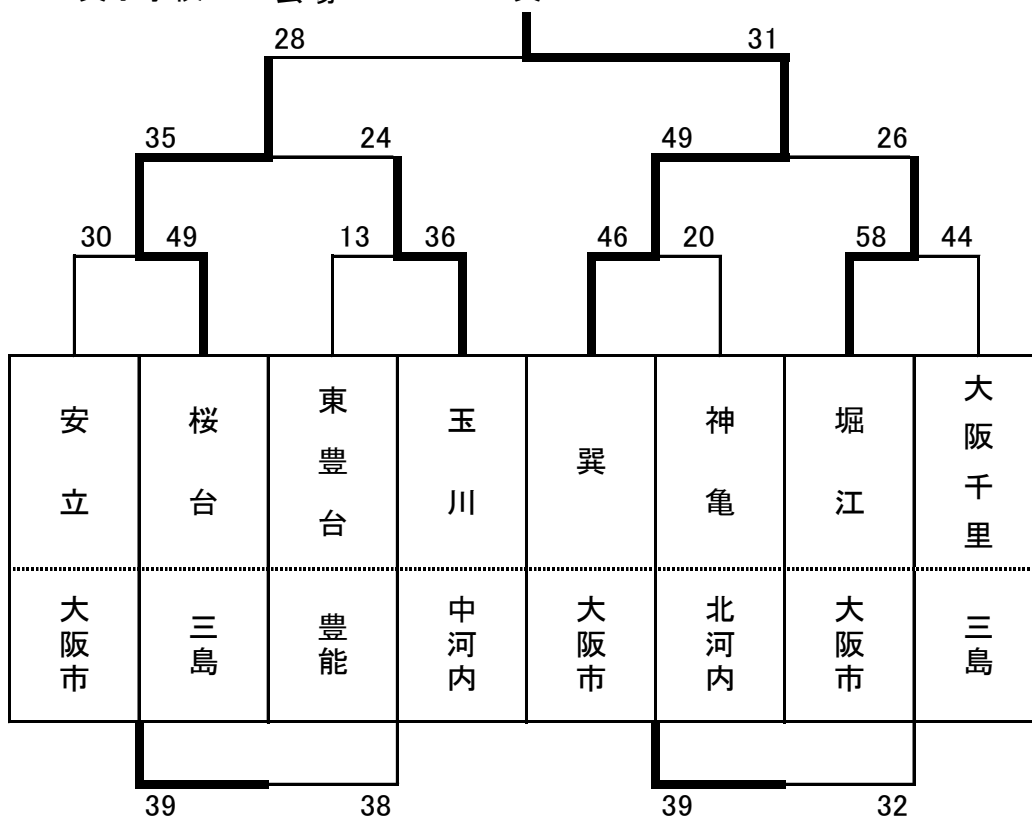 28 31
35 24 49 26
30 49 13 36 46 20 58 44
安立
桜台
東豊台
玉川
巽
神亀
堀江
大阪千里
大阪市
三島
豊能
中河内
大阪市
北河内
大阪市
三島
39 38 39 32